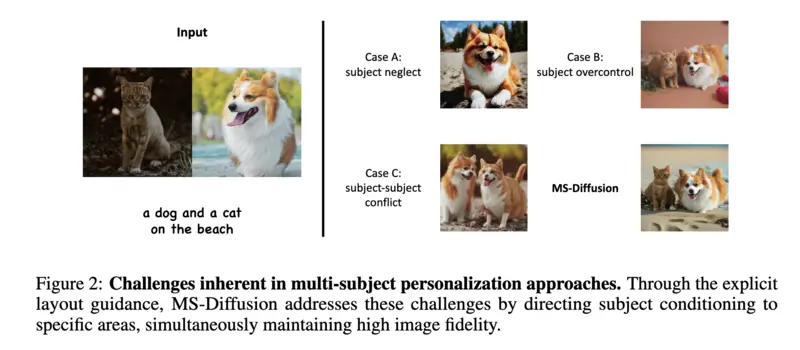 Input
a dog and a cat
on the beach
Case A:
subject neglect
Case B:
subject overcontrol
Case C:
subject-subject
conflict
MS-Diffusion
Figure 2: Challenges inherent in multi-subject personalization approaches. Through the explicit
layout guidance, MS-Diffusion addresses these challenges by directing subject conditioning to
specific areas, simultaneously maintaining high image fidelity.